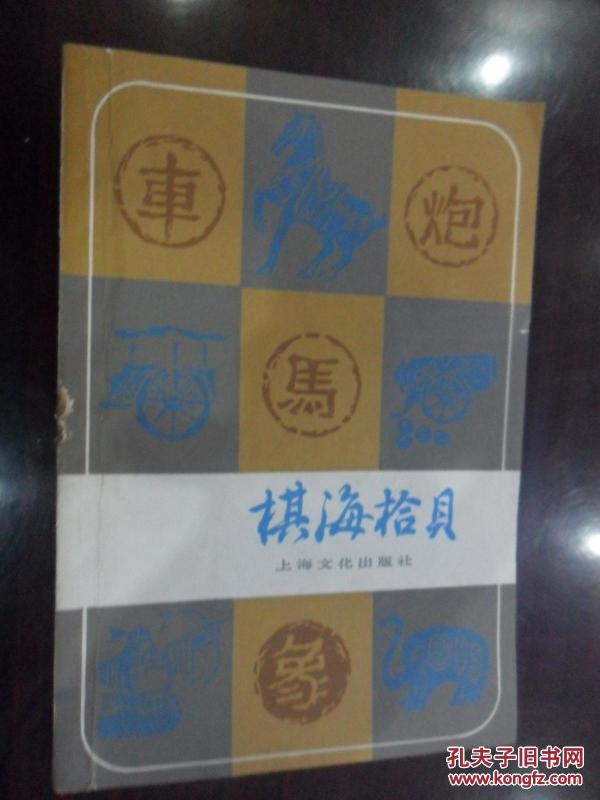 車
炮
馬
棋海拾貝
上海文化出版社
象
孔夫子旧书网
www.kongfz.com